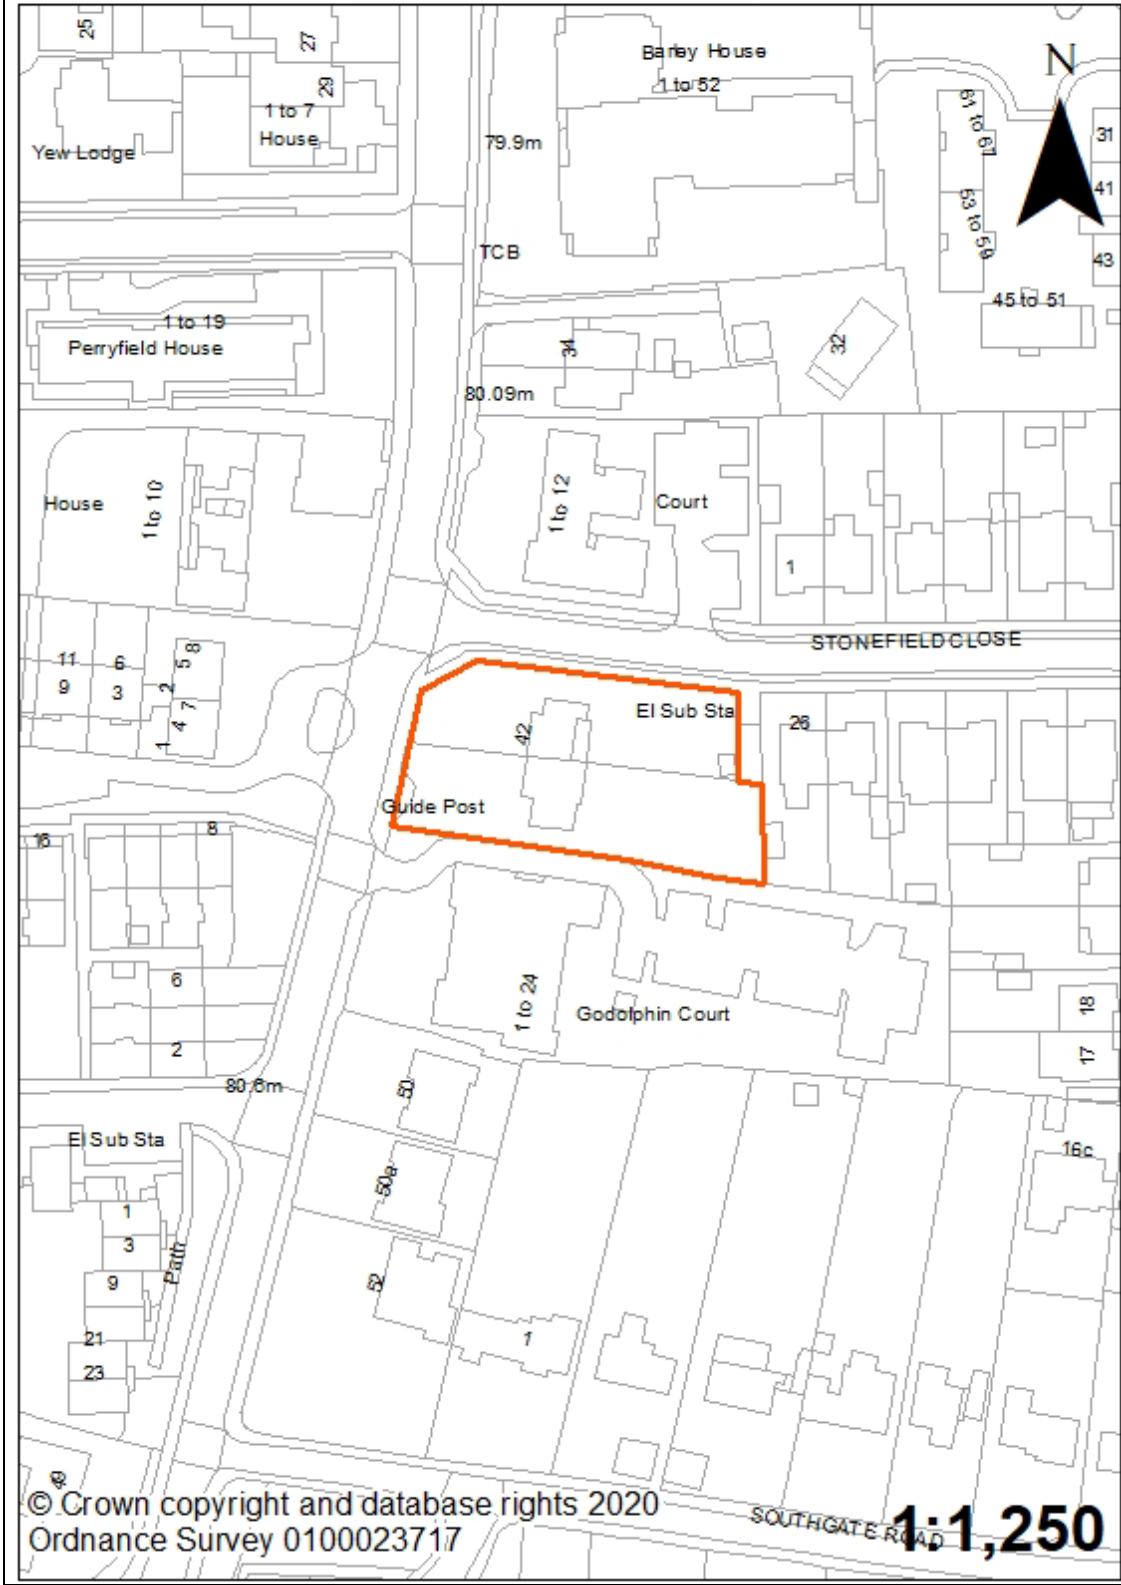 25
27
29
1 to 7
House
Yew Lodge
Barley House
1 to 52
N
79.9m
61 to 67
53 to 59
31
41
43
45 to 51
TCB
1 to 19
Perryfield House
34
32
80.09m
House
1 to 10
1 to 12
Court
1
STONEFIELD CLOSE
11
9
6
3
8
5
2
7
4
1
42
El Sub Sta
26
Guide Post
16
8
6
2
1 to 24
Godolphin Court
18
17
80.6m
50
El Sub Sta
50a
16c
1
3
9
Path
52
21
23
1
49
© Crown copyright and database rights 2020
Ordnance Survey 0100023717
SOUTHGATE ROAD
1:1,250